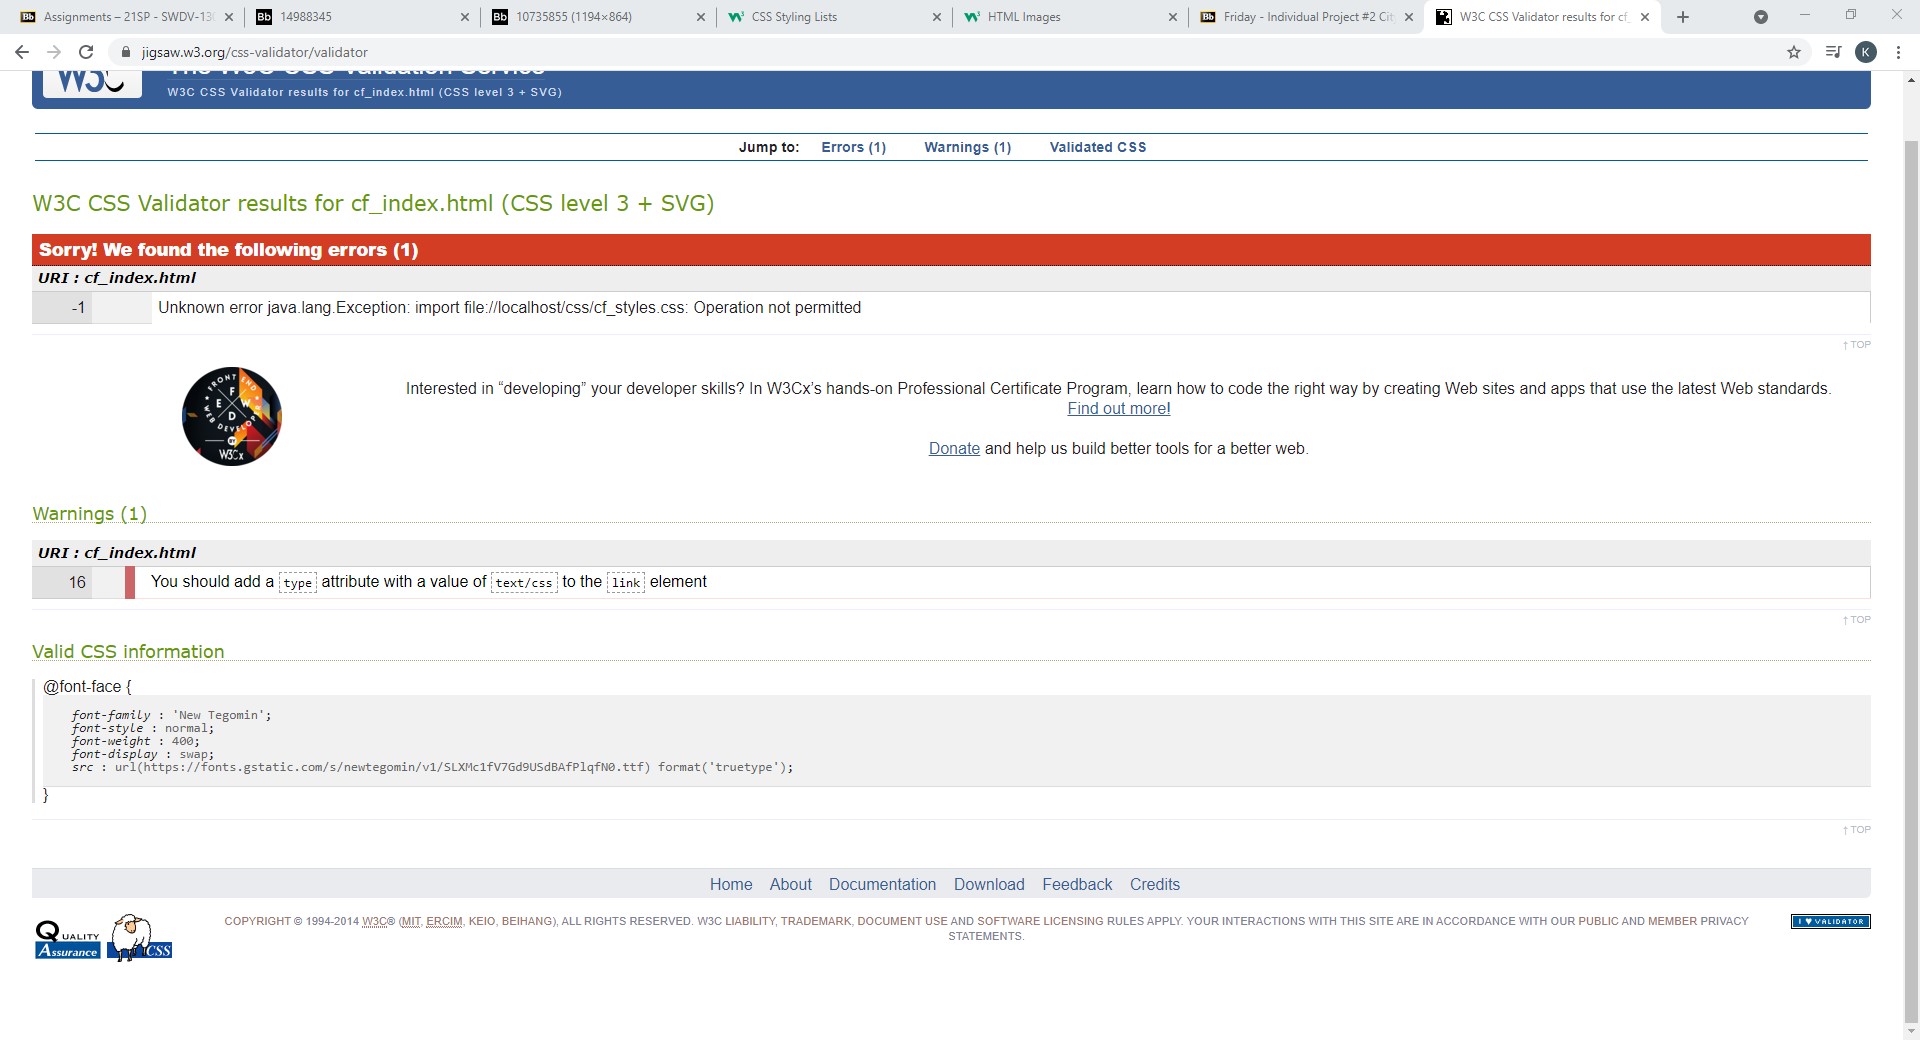 Assignments – 21SP - SWDV-13
14988345
10735855 (1194×864)
CSS Styling Lists
HTML Images
Friday - Individual Project #2 Cit
W3C CSS Validator results for cf_
jigsaw.w3.org/css-validator/validator
K
W3C
The W3C CSS Validation Service
W3C CSS Validator results for cf_index.html (CSS level 3 + SVG)
Jump to: Errors (1) Warnings (1) Validated CSS
W3C CSS Validator results for cf_index.html (CSS level 3 + SVG)
Sorry! We found the following errors (1)
URI : cf_index.html
-1 Unknown error java.lang.Exception: import file://localhost/css/cf_styles.css: Operation not permitted
↑ TOP
FRONT END
F E W D
WEB DEVELOPER
BY
W3Cx
Interested in “developing” your developer skills? In W3Cx’s hands-on Professional Certificate Program, learn how to code the right way by creating Web sites and apps that use the latest Web standards.
Find out more!
Donate and help us build better tools for a better web.
Warnings (1)
URI : cf_index.html
16 You should add a type attribute with a value of text/css to the link element
↑ TOP
Valid CSS information
@font-face {
font-family : 'New Tegomin';
font-style : normal;
font-weight : 400;
font-display : swap;
src : url(https://fonts.gstatic.com/s/newtegomin/v1/SLXMc1fV7Gd9USdBAfPlqfN0.ttf) format('truetype');
}
↑ TOP
Home About Documentation Download Feedback Credits
QUALITY
Assurance
CSS
COPYRIGHT © 1994-2014 W3C® (MIT, ERCIM, KEIO, BEIHANG), ALL RIGHTS RESERVED. W3C LIABILITY, TRADEMARK, DOCUMENT USE AND SOFTWARE LICENSING RULES APPLY. YOUR INTERACTIONS WITH THIS SITE ARE IN ACCORDANCE WITH OUR PUBLIC AND MEMBER PRIVACY
STATEMENTS.
I ♥ VALIDATOR